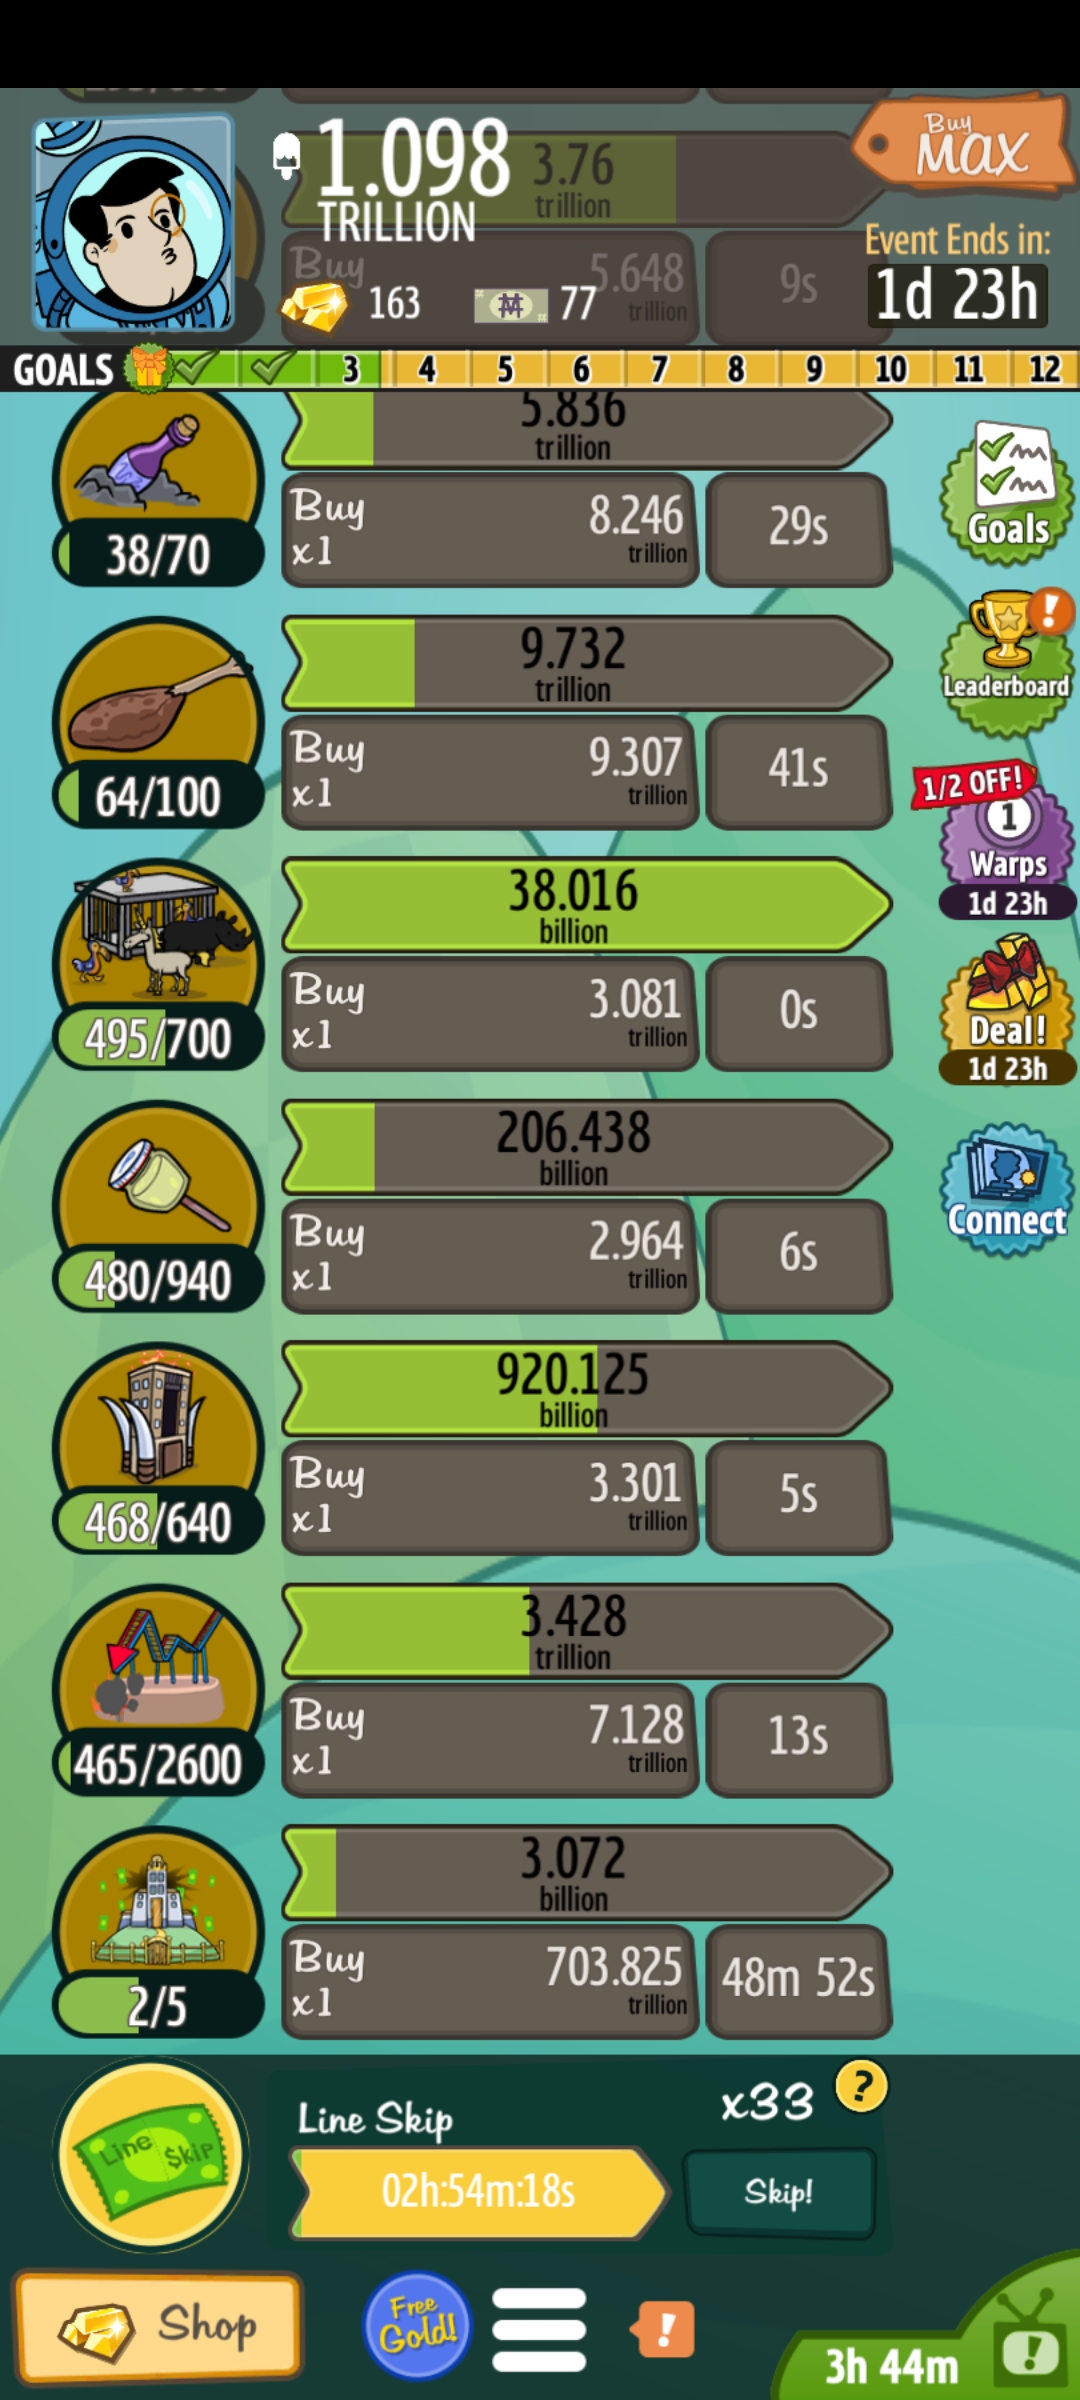 1.098
TRILLION
3.76
trillion
Buy
MAX
Buy
5.648
trillion
9s
163
77
Event Ends in:
1d 23h
GOALS
3
4
5
6
7
8
9
10
11
12
5.836
trillion
38/70
Buy
x1
8.246
trillion
29s
Goals
9.732
trillion
64/100
Buy
x1
9.307
trillion
41s
Leaderboard
1/2 OFF!
1
Warps
1d 23h
38.016
billion
495/700
Buy
x1
3.081
trillion
0s
Deal!
1d 23h
206.438
billion
480/940
Buy
x1
2.964
trillion
6s
Connect
920.125
billion
468/640
Buy
x1
3.301
trillion
5s
3.428
trillion
465/2600
Buy
x1
7.128
trillion
13s
3.072
billion
2/5
Buy
x1
703.825
trillion
48m 52s
Line $kip
Line Skip
x33
?
02h:54m:18s
Skip!
Shop
Free
Gold!
!
3h 44m